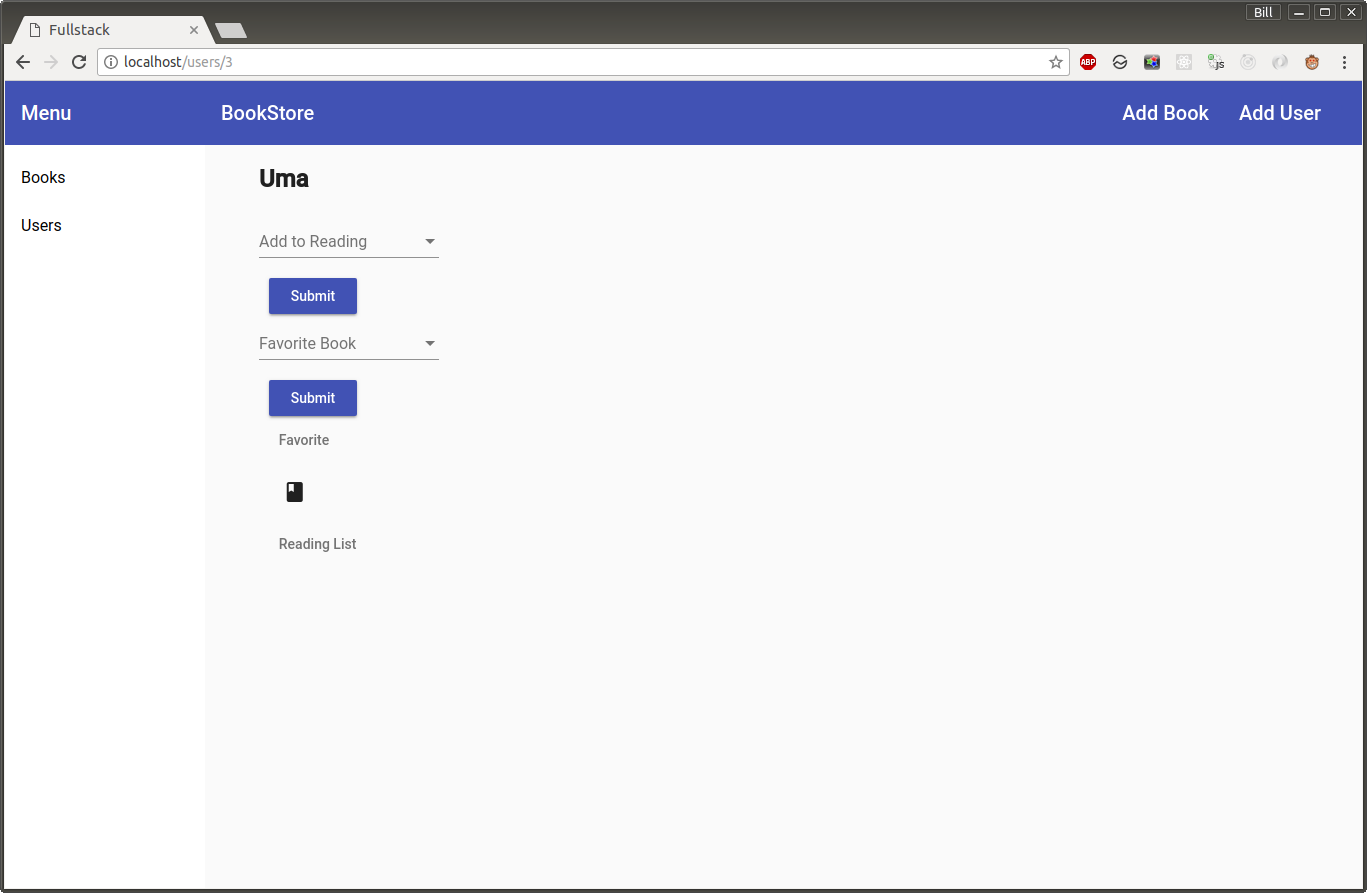 Bill
Fullstack
localhost/users/3
ABP
js
Menu BookStore Add Book Add User
Books
Users
Uma
Add to Reading
Submit
Favorite Book
Submit
Favorite
Reading List